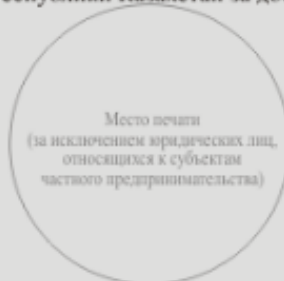 Место печати
(за исключением юридических лиц,
относящихся к субъектам
частного предпринимательства)